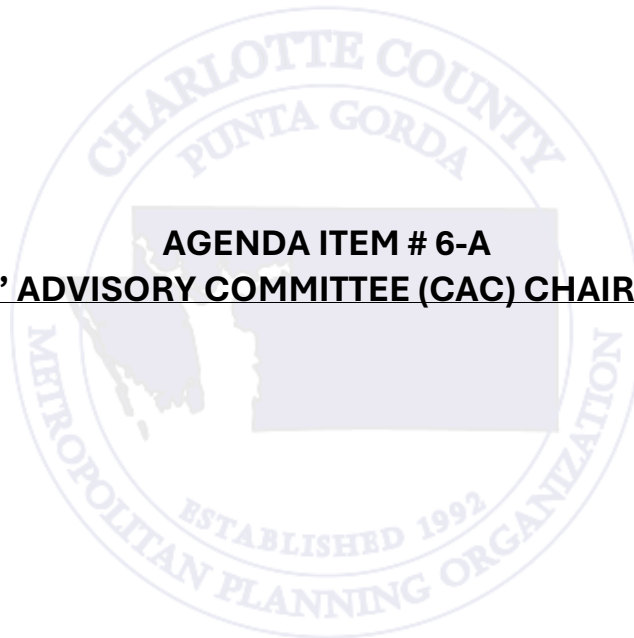 CHARLOTTE COUNTY
PUNTA GORDA
AGENDA ITEM # 6-A
’ ADVISORY COMMITTEE (CAC) CHAIR
METROPOLITAN PLANNING ORGANIZATION
ESTABLISHED 1992